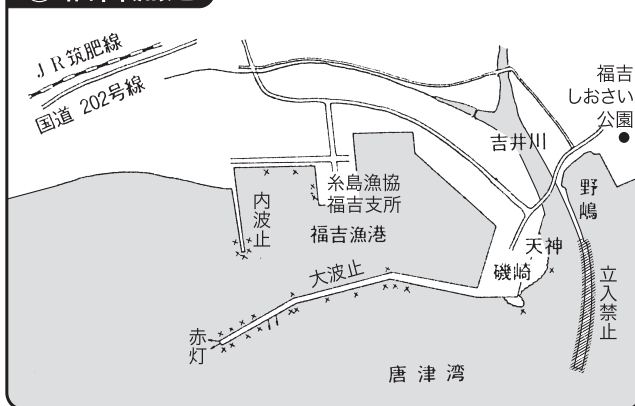 JR筑肥線
国道 202号線
福吉
しおさい
公園
吉井川
野嶋
糸島漁協
福吉支所
内波止
福吉漁港
天神
大波止
磯崎
立入禁止
赤灯
唐津湾